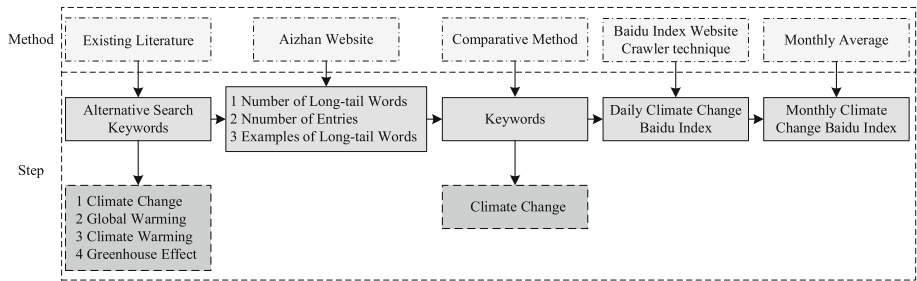 Method
Existing Literature
Aizhan Website
Comparative Method
Baidu Index Website
Crawler technique
Monthly Average
Step
Alternative Search
Keywords
1 Number of Long-tail Words
2 Nnumber of Entries
3 Examples of Long-tail Words
Keywords
Daily Climate Change
Baidu Index
Monthly Climate
Change Baidu Index
1 Climate Change
2 Global Warming
3 Climate Warming
4 Greenhouse Effect
Climate Change